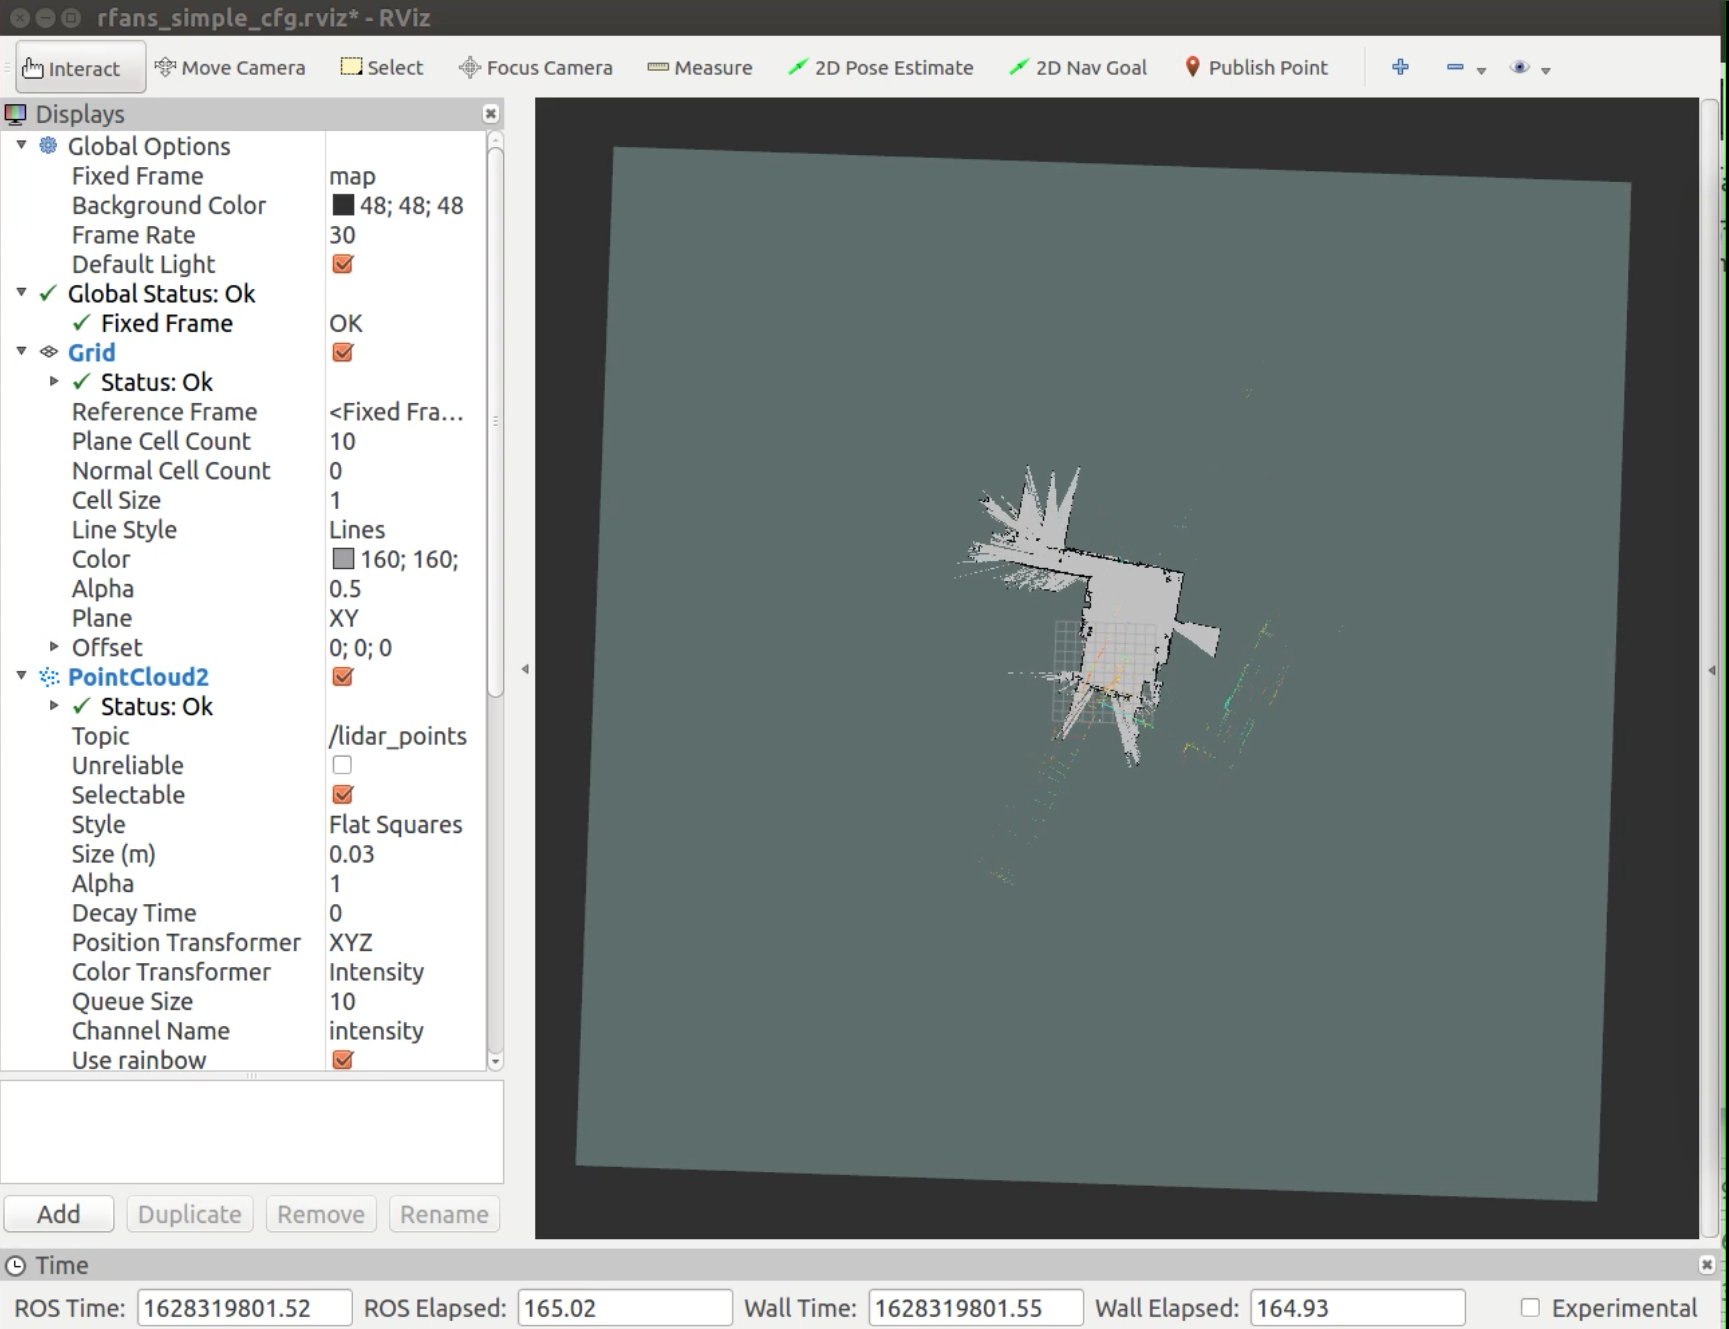 rfans_simple_cfg.rviz* - RViz
Interact Move Camera Select Focus Camera Measure 2D Pose Estimate 2D Nav Goal Publish Point
Displays
Global Options
Fixed Frame map
Background Color 48; 48; 48
Frame Rate 30
Default Light
Global Status: Ok
Fixed Frame OK
Grid
Status: Ok
Reference Frame <Fixed Fra...
Plane Cell Count 10
Normal Cell Count 0
Cell Size 1
Line Style Lines
Color 160; 160;
Alpha 0.5
Plane XY
Offset 0; 0; 0
PointCloud2
Status: Ok
Topic /lidar_points
Unreliable
Selectable
Style Flat Squares
Size (m) 0.03
Alpha 1
Decay Time 0
Position Transformer XYZ
Color Transformer Intensity
Queue Size 10
Channel Name intensity
Use rainbow
Add Duplicate Remove Rename
Time
ROS Time: 1628319801.52 ROS Elapsed: 165.02 Wall Time: 1628319801.55 Wall Elapsed: 164.93 Experimental